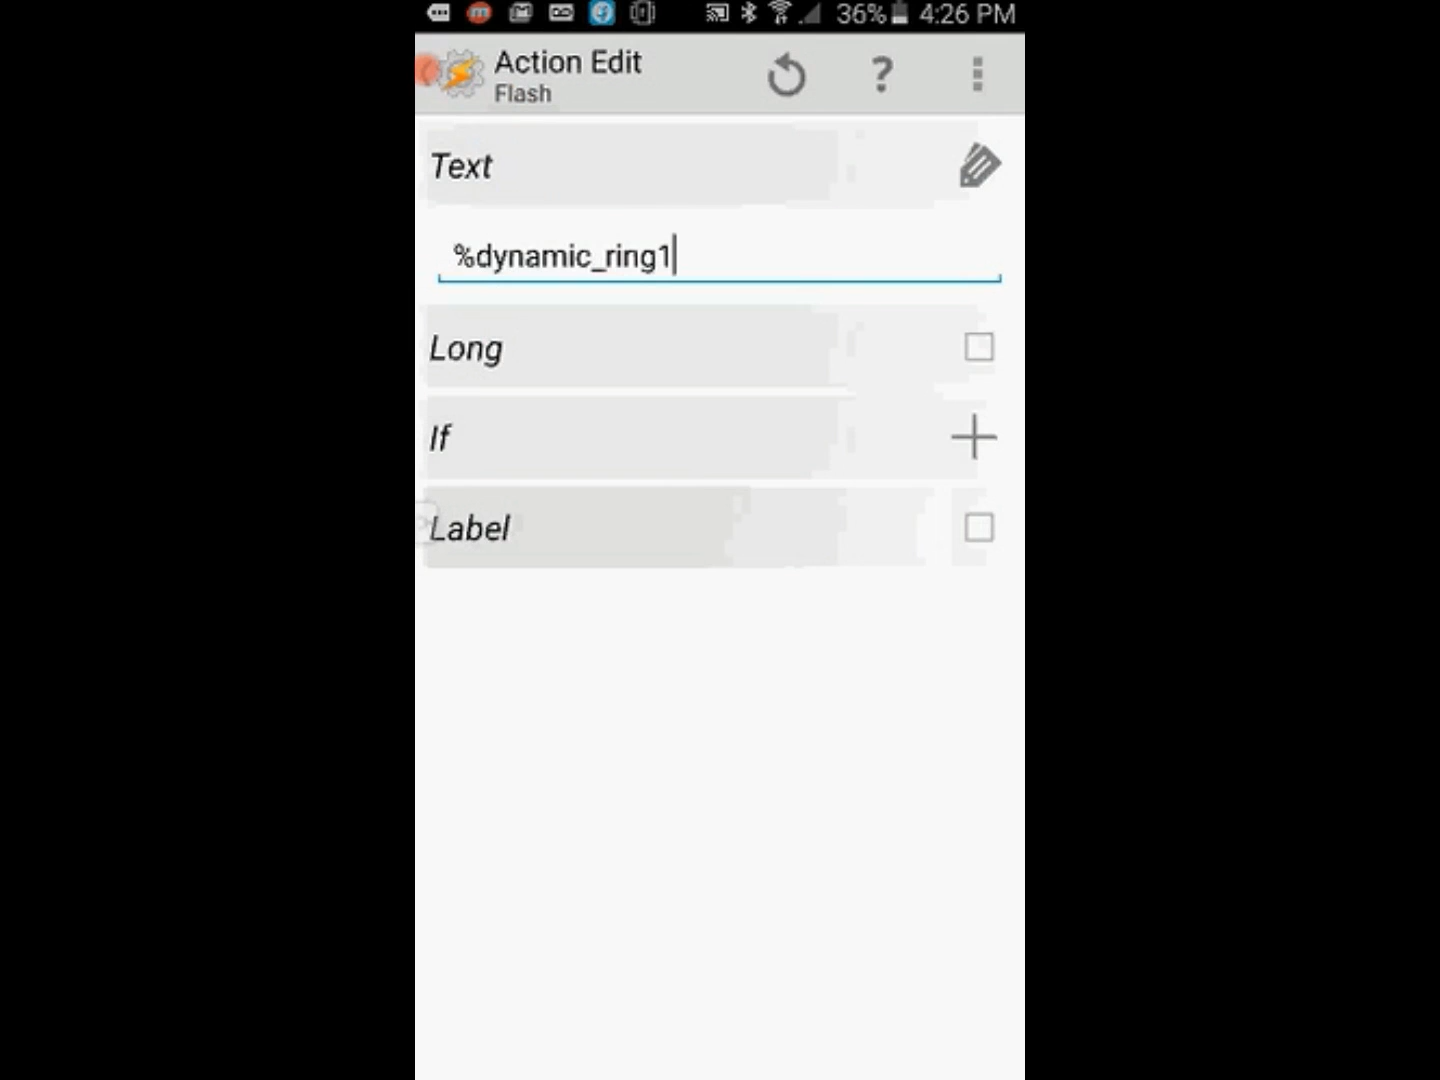 36% 4:26 PM
Action Edit
Flash
?
Text
%dynamic_ring1
Long
If
Label